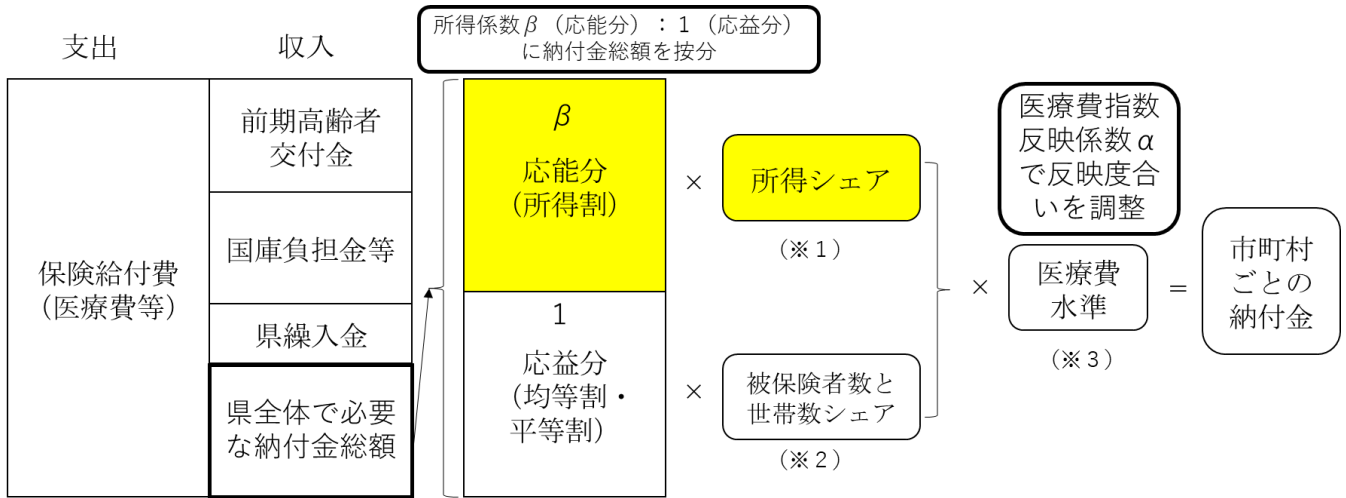 支出
収入
保険給付費
（医療費等）
前期高齢者
交付金
国庫負担金等
県繰入金
県全体で必要
な納付金総額
所得係数β（応能分）：１（応益分）
に納付金総額を按分
β
応能分
（所得割）
×
所得シェア
（※１）
1
応益分
（均等割・
平等割）
×
被保険者数と
世帯数シェア
（※２）
×
医療費指数
反映係数α
で反映度合
いを調整
医療費
水準
（※３）
＝
市町村
ごとの
納付金